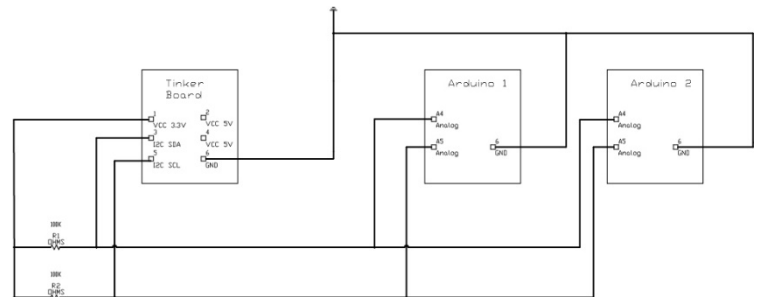 Tinker
Board
1
VCC 3.3V
2
VCC 5V
3
I2C SDA
4
VCC 5V
5
I2C SCL
6
GND
Arduino 1
A4
Analog
A5
Analog
6
GND
Arduino 2
A4
Analog
A5
Analog
6
GND
100K
R1
OHMS
100K
R2
OHMS